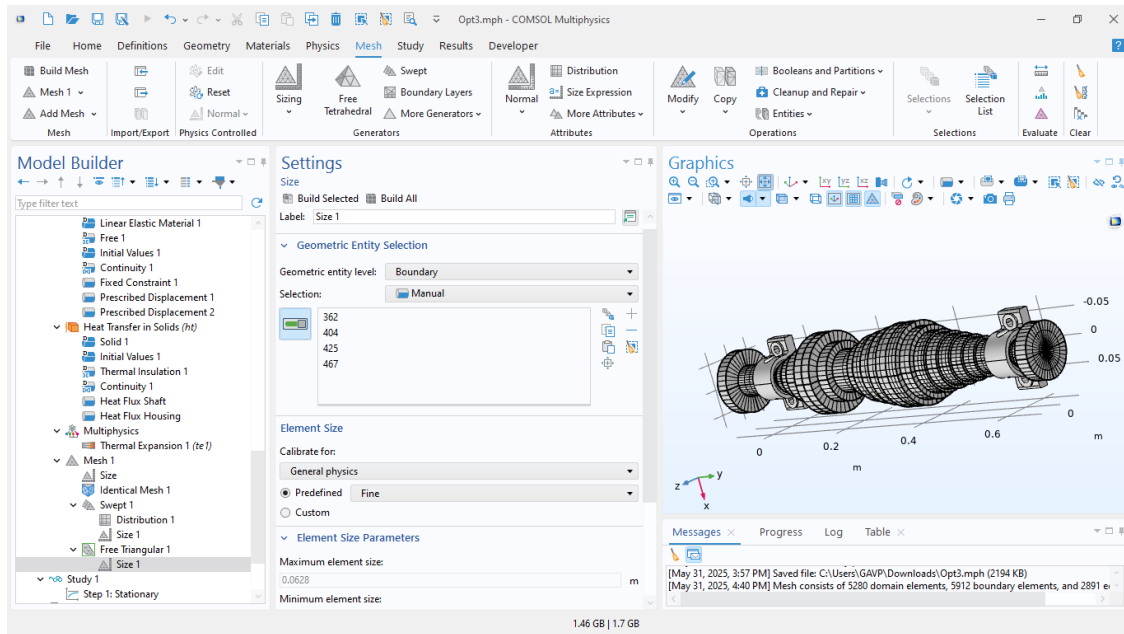 Opt3.mph - COMSOL Multiphysics
File Home Definitions Geometry Materials Physics Mesh Study Results Developer
Build Mesh
Mesh 1
Add Mesh
Mesh
Import/Export
Edit
Reset
Normal
Physics Controlled
Sizing
Free Tetrahedral
Swept
Boundary Layers
More Generators
Generators
Normal
Distribution
Size Expression
More Attributes
Attributes
Modify
Copy
Booleans and Partitions
Cleanup and Repair
Entities
Operations
Selections
Selection List
Selections
Evaluate
Clear
Model Builder
Type filter text
Linear Elastic Material 1
Free 1
Initial Values 1
Continuity 1
Fixed Constraint 1
Prescribed Displacement 1
Prescribed Displacement 2
Heat Transfer in Solids (ht)
Solid 1
Initial Values 1
Thermal Insulation 1
Continuity 1
Heat Flux Shaft
Heat Flux Housing
Multiphysics
Thermal Expansion 1 (te1)
Mesh 1
Size
Identical Mesh 1
Swept 1
Distribution 1
Size 1
Free Triangular 1
Size 1
Study 1
Step 1: Stationary
Settings
Size
Build Selected Build All
Label: Size 1
Geometric Entity Selection
Geometric entity level: Boundary
Selection: Manual
362
404
425
467
Element Size
Calibrate for:
General physics
Predefined Fine
Custom
Element Size Parameters
Maximum element size:
0.0628 m
Minimum element size:
Graphics
xy yz xz
-0.05
0
0.05
0
0.2
0.4
0.6
0
m
m
z
y
x
Messages Progress Log Table
[May 31, 2025, 3:57 PM] Saved file: C:\Users\GAVP\Downloads\Opt3.mph (2194 KB)
[May 31, 2025, 4:40 PM] Mesh consists of 5280 domain elements, 5912 boundary elements, and 2891
1.46 GB | 1.7 GB